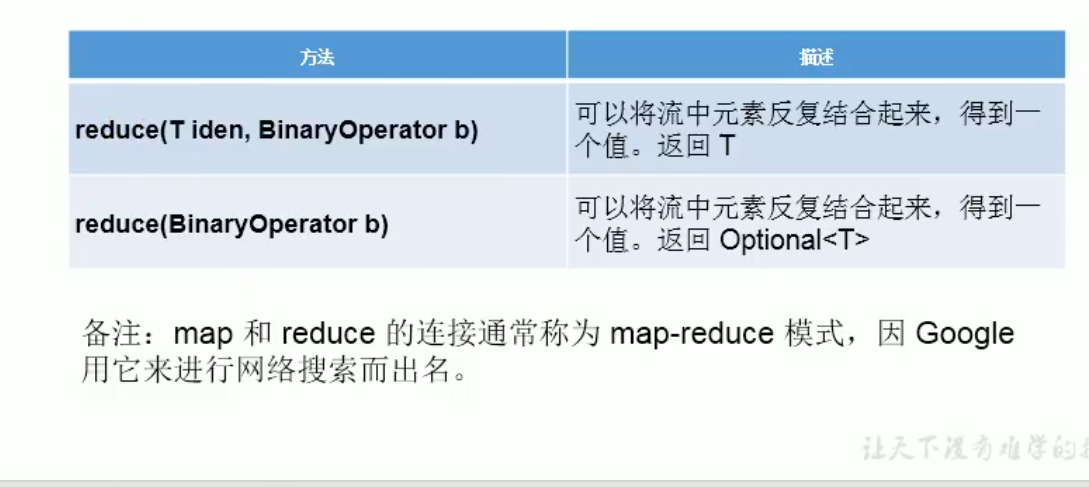 方法
描述
reduce(T iden, BinaryOperator b)
可以将流中元素反复结合起来，得到一
个值。返回 T
reduce(BinaryOperator b)
可以将流中元素反复结合起来，得到一
个值。返回 Optional<T>
备注：map 和 reduce 的连接通常称为 map-reduce 模式，因 Google
用它来进行网络搜索而出名。
让天下没有难学的